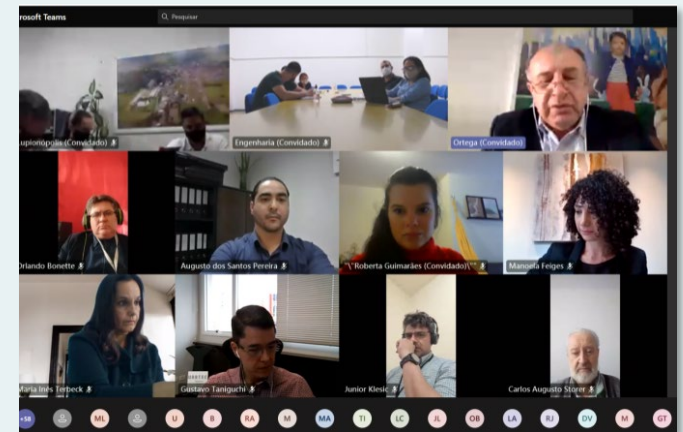 rosoft Teams
Pesquisar
Lupionópolis (Convidado)
Engenharia (Convidado)
Ortega (Convidado)
Orlando Bonette
Augusto dos Santos Pereira
"\"Roberta Guimarães (Convidado)\""
Manoela Feiges
Maria Inês Terbeck
Gustavo Taniguchi
Junior Klesic
Carlos Augusto Storer
+58
ML
U
B
RA
M
MA
TI
LC
JL
OB
LA
RJ
DV
M
GT